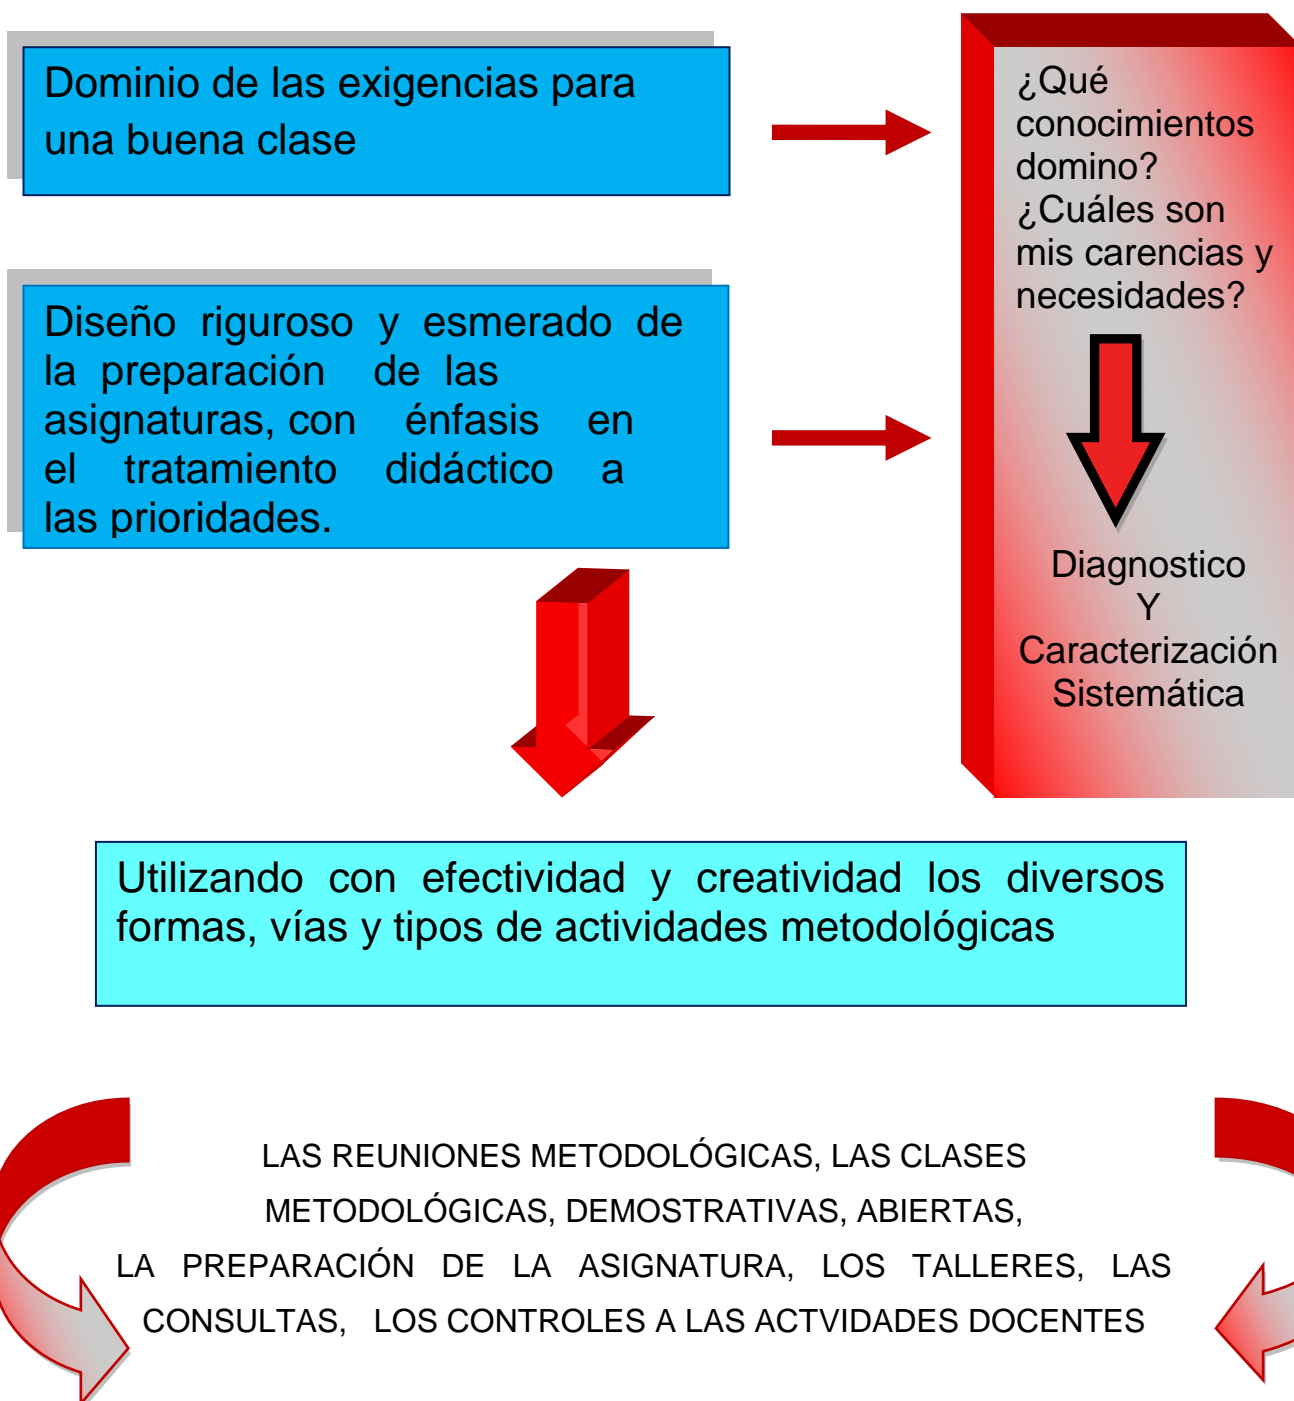 Dominio de las exigencias para
una buena clase
¿Qué
conocimientos
domino?
¿Cuáles son
mis carencias y
necesidades?
Diseño riguroso y esmerado de
la preparación de las
asignaturas, con énfasis en
el tratamiento didáctico a
las prioridades.
Diagnostico
Y
Caracterización
Sistemática
Utilizando con efectividad y creatividad los diversos
formas, vías y tipos de actividades metodológicas
LAS REUNIONES METODOLÓGICAS, LAS CLASES
METODOLÓGICAS, DEMOSTRATIVAS, ABIERTAS,
LA PREPARACIÓN DE LA ASIGNATURA, LOS TALLERES, LAS
CONSULTAS, LOS CONTROLES A LAS ACTVIDADES DOCENTES